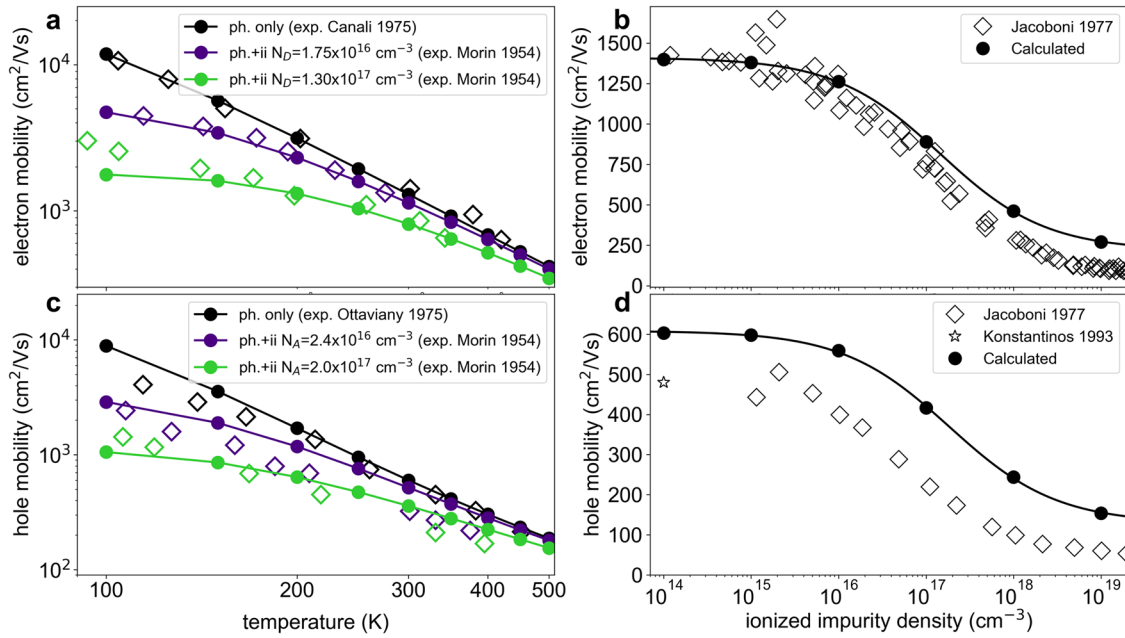 a
ph. only (exp. Canali 1975)
ph.+ii N_D=1.75x10^16 cm^−3 (exp. Morin 1954)
ph.+ii N_D=1.30x10^17 cm^−3 (exp. Morin 1954)
electron mobility (cm^2/Vs)
10^4
10^3
b
Jacoboni 1977
Calculated
electron mobility (cm^2/Vs)
1500
1250
1000
750
500
250
0
c
ph. only (exp. Ottaviany 1975)
ph.+ii N_A=2.4x10^16 cm^−3 (exp. Morin 1954)
ph.+ii N_A=2.0x10^17 cm^−3 (exp. Morin 1954)
hole mobility (cm^2/Vs)
10^4
10^3
10^2
100
200
300
400
500
temperature (K)
d
Jacoboni 1977
Konstantinos 1993
Calculated
hole mobility (cm^2/Vs)
600
500
400
300
200
100
0
10^14
10^15
10^16
10^17
10^18
10^19
ionized impurity density (cm^−3)